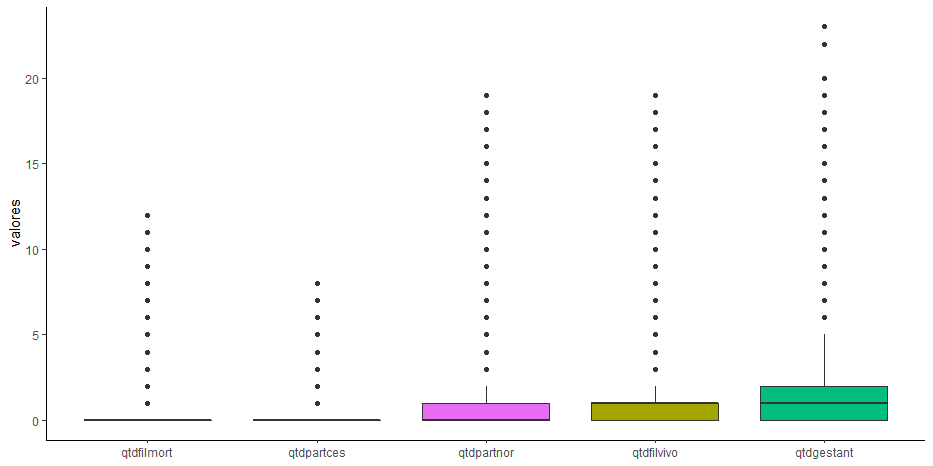 valores
20
15
10
5
0
qtdfilmort
qtdpartces
qtdpartnor
qtdfilvivo
qtdgestant